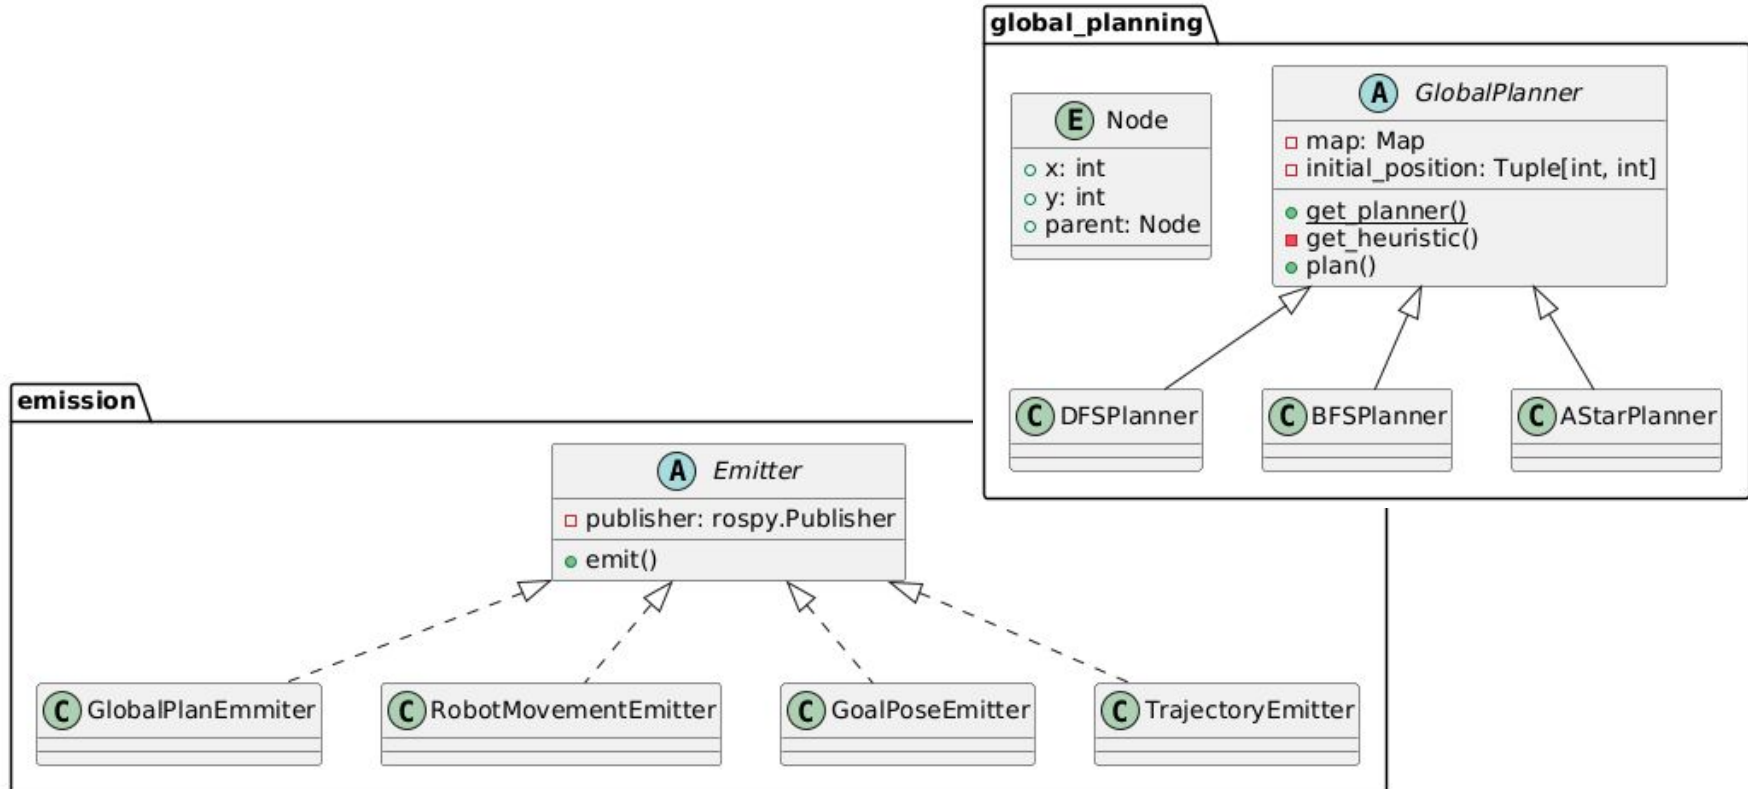 global_planning
E Node
x: int
y: int
parent: Node
A GlobalPlanner
map: Map
initial_position: Tuple[int, int]
get_planner()
get_heuristic()
plan()
C DFSPlanner
C BFSPlanner
C AStarPlanner
emission
A Emitter
publisher: rospy.Publisher
emit()
C GlobalPlanEmmiter
C RobotMovementEmitter
C GoalPoseEmitter
C TrajectoryEmitter